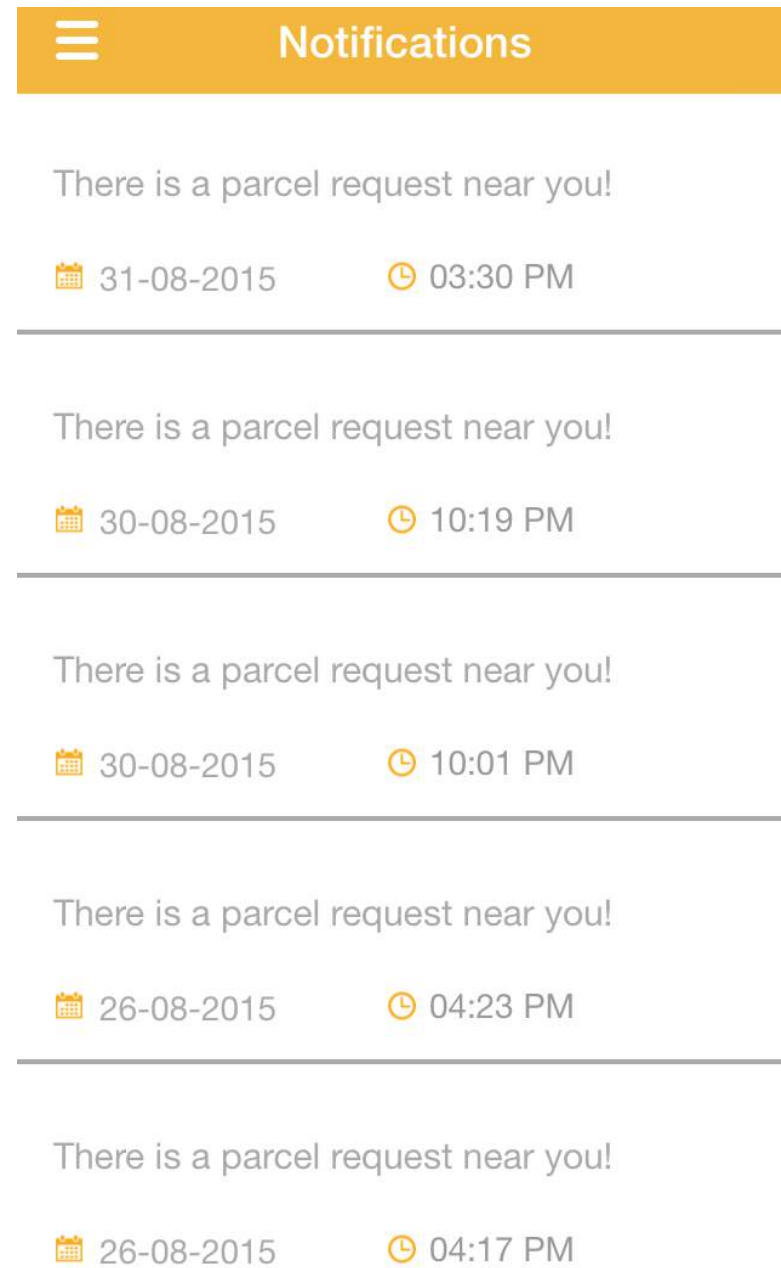 Notifications
There is a parcel request near you!
31-08-2015 03:30 PM
There is a parcel request near you!
30-08-2015 10:19 PM
There is a parcel request near you!
30-08-2015 10:01 PM
There is a parcel request near you!
26-08-2015 04:23 PM
There is a parcel request near you!
26-08-2015 04:17 PM